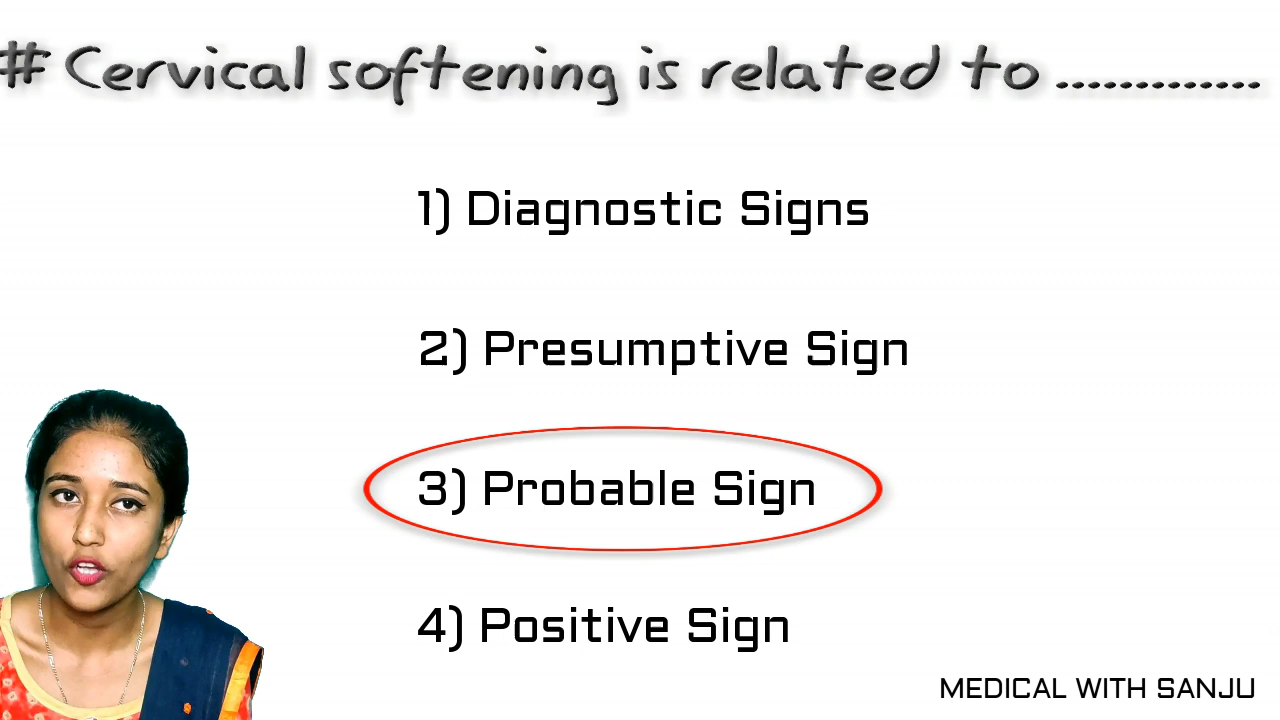 # Cervical softening is related to .............
1) Diagnostic Signs
2) Presumptive Sign
3) Probable Sign
4) Positive Sign
MEDICAL WITH SANJU